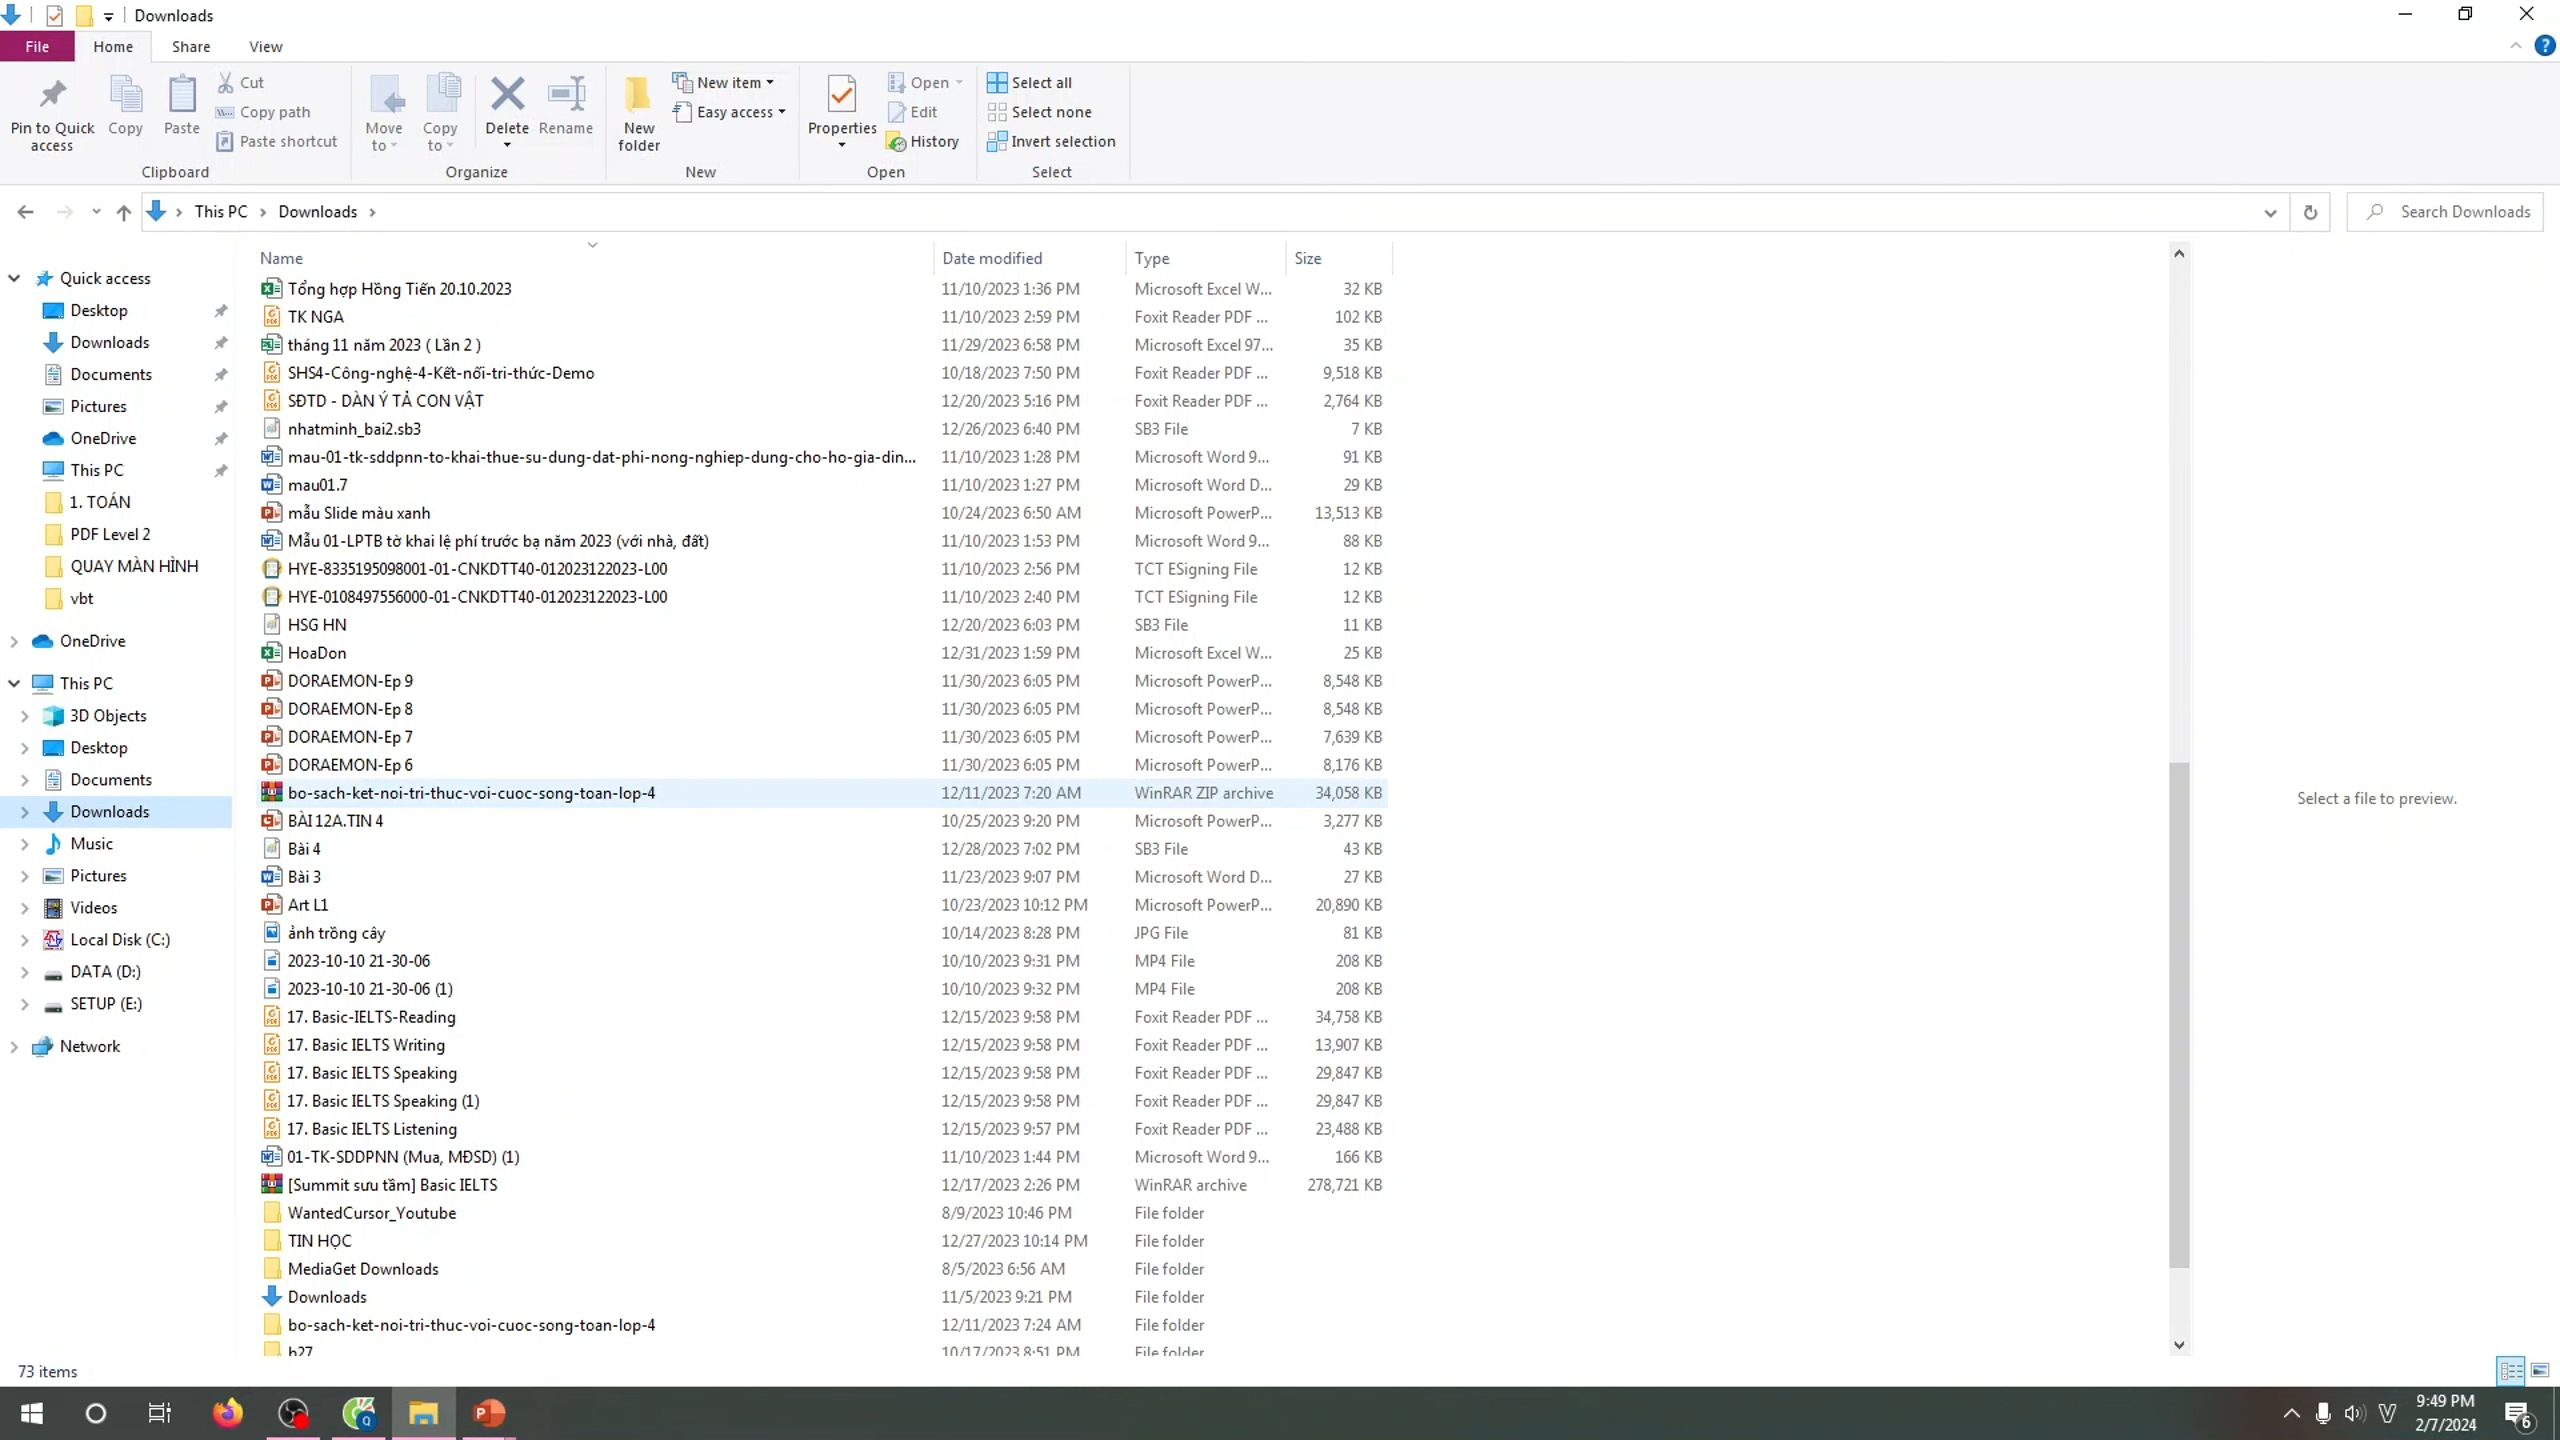 Downloads
File Home Share View
Pin to Quick access
Copy
Paste
Cut
Copy path
Paste shortcut
Clipboard
Move to
Copy to
Delete
Rename
Organize
New folder
New item
Easy access
New
Properties
Open
Edit
History
Open
Select all
Select none
Invert selection
Select
This PC Downloads
Search Downloads
Quick access
Desktop
Downloads
Documents
Pictures
OneDrive
This PC
1. TOÁN
PDF Level 2
QUAY MÀN HÌNH
vbt
OneDrive
This PC
3D Objects
Desktop
Documents
Downloads
Music
Pictures
Videos
Local Disk (C:)
DATA (D:)
SETUP (E:)
Network
Name Date modified Type Size
Tổng hợp Hồng Tiến 20.10.2023 11/10/2023 1:36 PM Microsoft Excel W... 32 KB
TK NGA 11/10/2023 2:59 PM Foxit Reader PDF ... 102 KB
tháng 11 năm 2023 ( Lần 2 ) 11/29/2023 6:58 PM Microsoft Excel 97... 35 KB
SHS4-Công-nghệ-4-Kết-nối-tri-thức-Demo 10/18/2023 7:50 PM Foxit Reader PDF ... 9,518 KB
SĐTD - DÀN Ý TẢ CON VẬT 12/20/2023 5:16 PM Foxit Reader PDF ... 2,764 KB
nhatminh_bai2.sb3 12/26/2023 6:40 PM SB3 File 7 KB
mau-01-tk-sddpnn-to-khai-thue-su-dung-dat-phi-nong-nghiep-dung-cho-ho-gia-din... 11/10/2023 1:28 PM Microsoft Word 9... 91 KB
mau01.7 11/10/2023 1:27 PM Microsoft Word D... 29 KB
mẫu Slide màu xanh 10/24/2023 6:50 AM Microsoft PowerP... 13,513 KB
Mẫu 01-LPTB tờ khai lệ phí trước bạ năm 2023 (với nhà, đất) 11/10/2023 1:53 PM Microsoft Word 9... 88 KB
HYE-8335195098001-01-CNKDTT40-012023122023-L00 11/10/2023 2:56 PM TCT ESigning File 12 KB
HYE-0108497556000-01-CNKDTT40-012023122023-L00 11/10/2023 2:40 PM TCT ESigning File 12 KB
HSG HN 12/20/2023 6:03 PM SB3 File 11 KB
HoaDon 12/31/2023 1:59 PM Microsoft Excel W... 25 KB
DORAEMON-Ep 9 11/30/2023 6:05 PM Microsoft PowerP... 8,548 KB
DORAEMON-Ep 8 11/30/2023 6:05 PM Microsoft PowerP... 8,548 KB
DORAEMON-Ep 7 11/30/2023 6:05 PM Microsoft PowerP... 7,639 KB
DORAEMON-Ep 6 11/30/2023 6:05 PM Microsoft PowerP... 8,176 KB
bo-sach-ket-noi-tri-thuc-voi-cuoc-song-toan-lop-4 12/11/2023 7:20 AM WinRAR ZIP archive 34,058 KB
BÀI 12A.TIN 4 10/25/2023 9:20 PM Microsoft PowerP... 3,277 KB
Bài 4 12/28/2023 7:02 PM SB3 File 43 KB
Bài 3 11/23/2023 9:07 PM Microsoft Word D... 27 KB
Art L1 10/23/2023 10:12 PM Microsoft PowerP... 20,890 KB
ảnh trồng cây 10/14/2023 8:28 PM JPG File 81 KB
2023-10-10 21-30-06 10/10/2023 9:31 PM MP4 File 208 KB
2023-10-10 21-30-06 (1) 10/10/2023 9:32 PM MP4 File 208 KB
17. Basic-IELTS-Reading 12/15/2023 9:58 PM Foxit Reader PDF ... 34,758 KB
17. Basic IELTS Writing 12/15/2023 9:58 PM Foxit Reader PDF ... 13,907 KB
17. Basic IELTS Speaking 12/15/2023 9:58 PM Foxit Reader PDF ... 29,847 KB
17. Basic IELTS Speaking (1) 12/15/2023 9:58 PM Foxit Reader PDF ... 29,847 KB
17. Basic IELTS Listening 12/15/2023 9:57 PM Foxit Reader PDF ... 23,488 KB
01-TK-SDDPNN (Mua, MĐSD) (1) 11/10/2023 1:44 PM Microsoft Word 9... 166 KB
[Summit sưu tầm] Basic IELTS 12/17/2023 2:26 PM WinRAR archive 278,721 KB
WantedCursor_Youtube 8/9/2023 10:46 PM File folder
TIN HỌC 12/27/2023 10:14 PM File folder
MediaGet Downloads 8/5/2023 6:56 AM File folder
Downloads 11/5/2023 9:21 PM File folder
bo-sach-ket-noi-tri-thuc-voi-cuoc-song-toan-lop-4 12/11/2023 7:24 AM File folder
b27 10/17/2023 8:51 PM File folder
Select a file to preview.
73 items
9:49 PM
2/7/2024
6